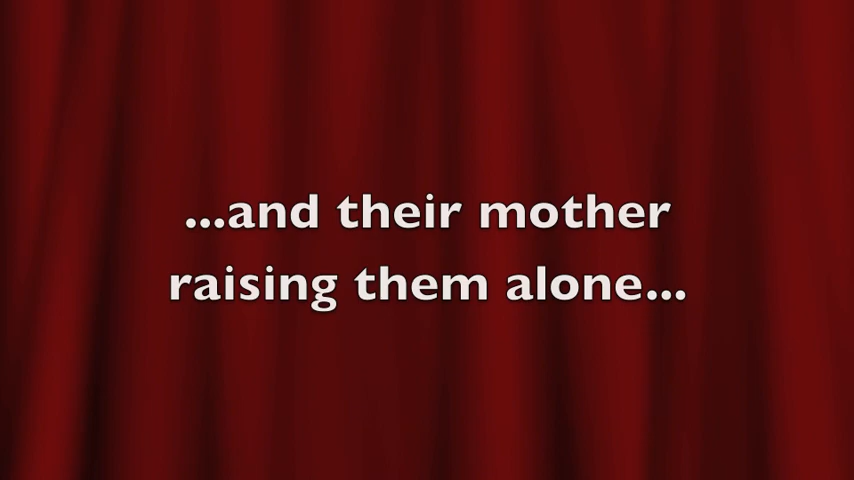 ...and their mother
raising them alone...